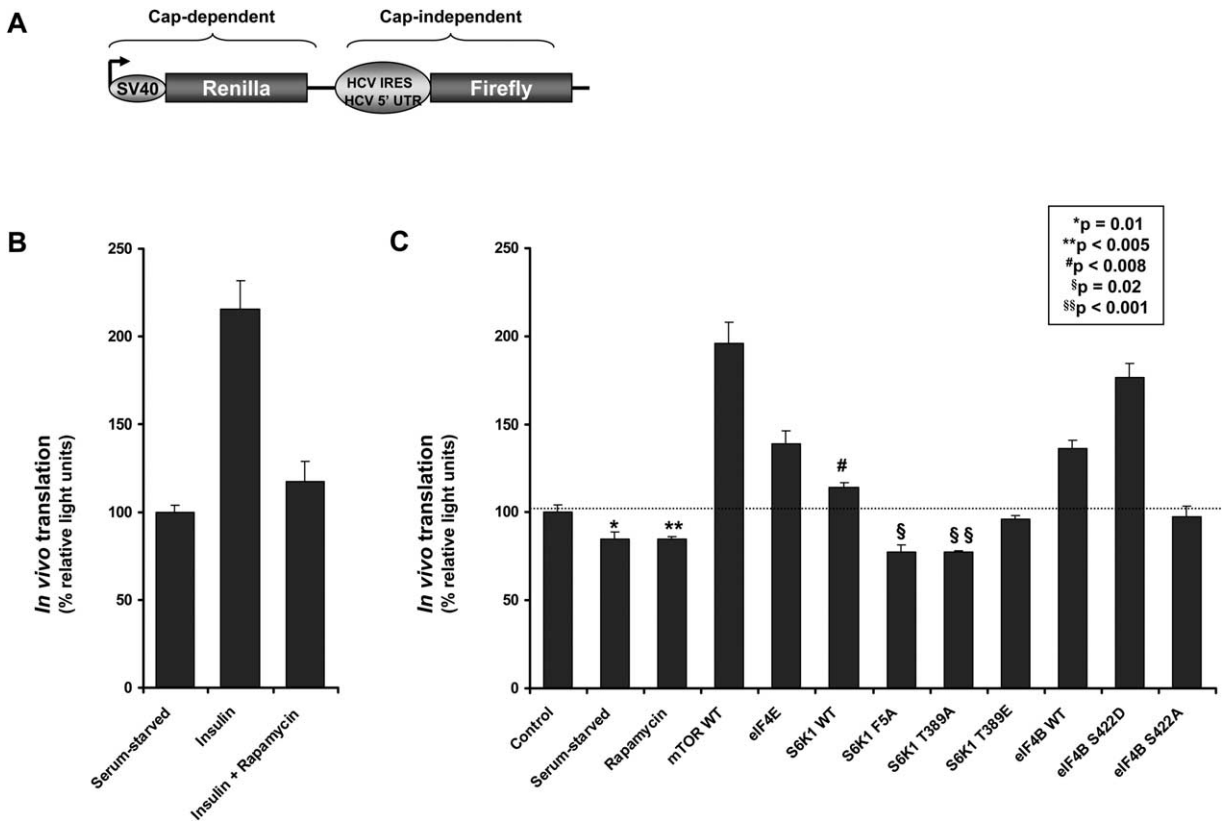 A
Cap-dependent
Cap-independent
SV40
Renilla
HCV IRES
HCV 5' UTR
Firefly
B
In vivo translation
(% relative light units)
250
200
150
100
50
0
Serum-starved
Insulin
Insulin + Rapamycin
C
*p = 0.01
**p < 0.005
#p < 0.008
§p = 0.02
§§p < 0.001
In vivo translation
(% relative light units)
250
200
150
100
50
0
*
**
#
§
§ §
Control
Serum-starved
Rapamycin
mTOR WT
eIF4E
S6K1 WT
S6K1 F5A
S6K1 T389A
S6K1 T389E
eIF4B WT
eIF4B S422D
eIF4B S422A